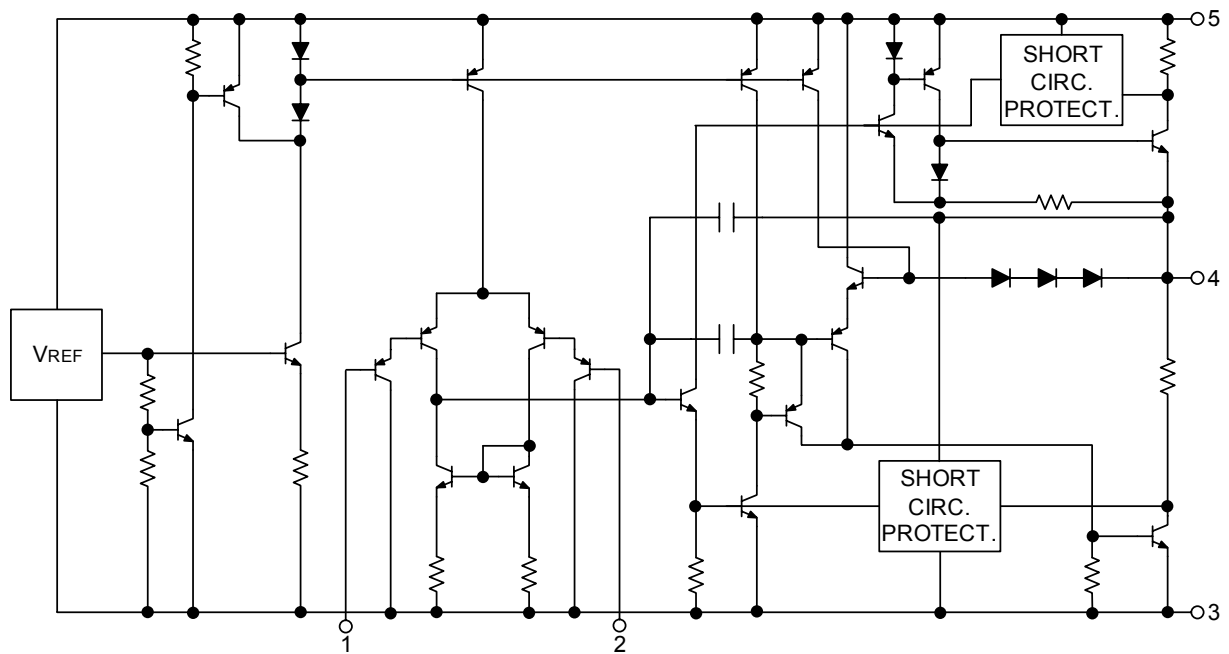 5
SHORT
CIRC.
PROTECT.
4
VREF
SHORT
CIRC.
PROTECT.
3
1
2